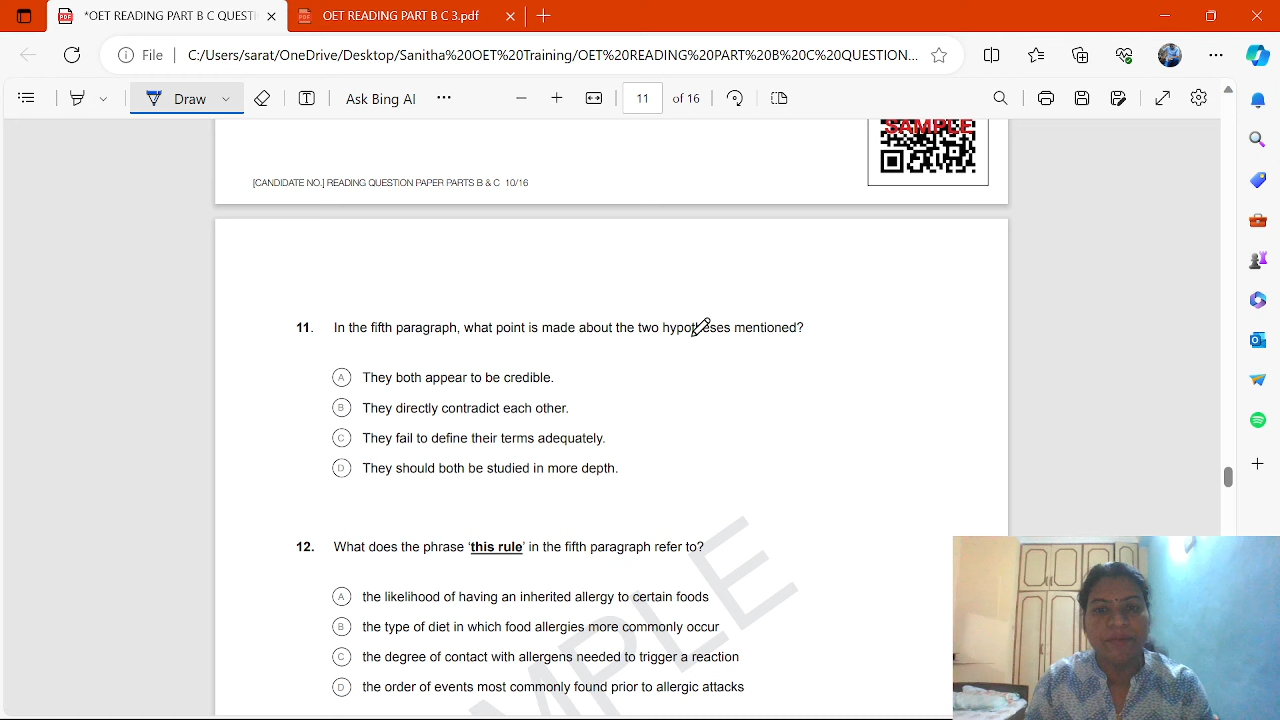 *OET READING PART B C QUESTI
OET READING PART B C 3.pdf
File
C:/Users/sarat/OneDrive/Desktop/Sanitha%20OET%20Training/OET%20READING%20PART%20B%20C%20QUESTION...
Draw
Ask Bing AI
11 of 16
SAMPLE
[CANDIDATE NO.] READING QUESTION PAPER PARTS B & C 10/16
11. In the fifth paragraph, what point is made about the two hypotheses mentioned?
A They both appear to be credible.
B They directly contradict each other.
C They fail to define their terms adequately.
D They should both be studied in more depth.
12. What does the phrase ‘this rule’ in the fifth paragraph refer to?
A the likelihood of having an inherited allergy to certain foods
B the type of diet in which food allergies more commonly occur
C the degree of contact with allergens needed to trigger a reaction
D the order of events most commonly found prior to allergic attacks
MPLE